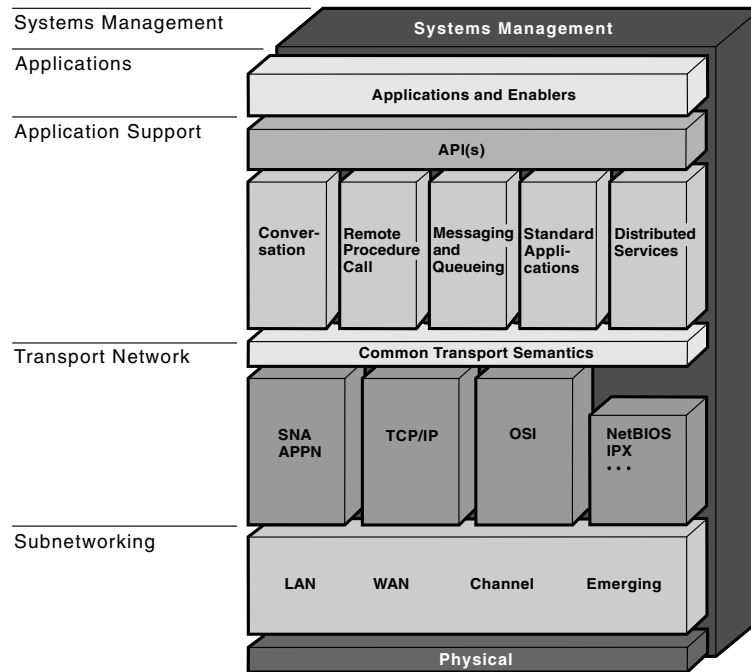 Systems Management
Systems Management
Applications
Applications and Enablers
Application Support
API(s)
Conver-
sation
Remote
Procedure
Call
Messaging
and
Queueing
Standard
Appli-
cations
Distributed
Services
Transport Network
Common Transport Semantics
SNA
APPN
TCP/IP
OSI
NetBIOS
IPX
...
Subnetworking
LAN WAN Channel Emerging
Physical